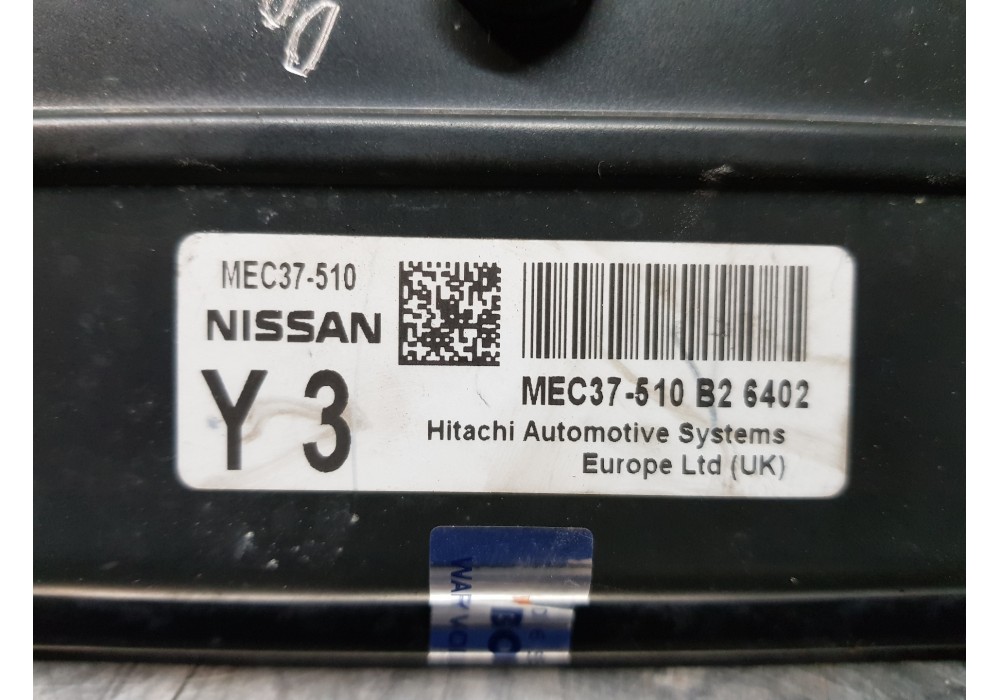 MEC37-510
NISSAN
Y 3
MEC37-510 B2 6402
Hitachi Automotive Systems
Europe Ltd (UK)